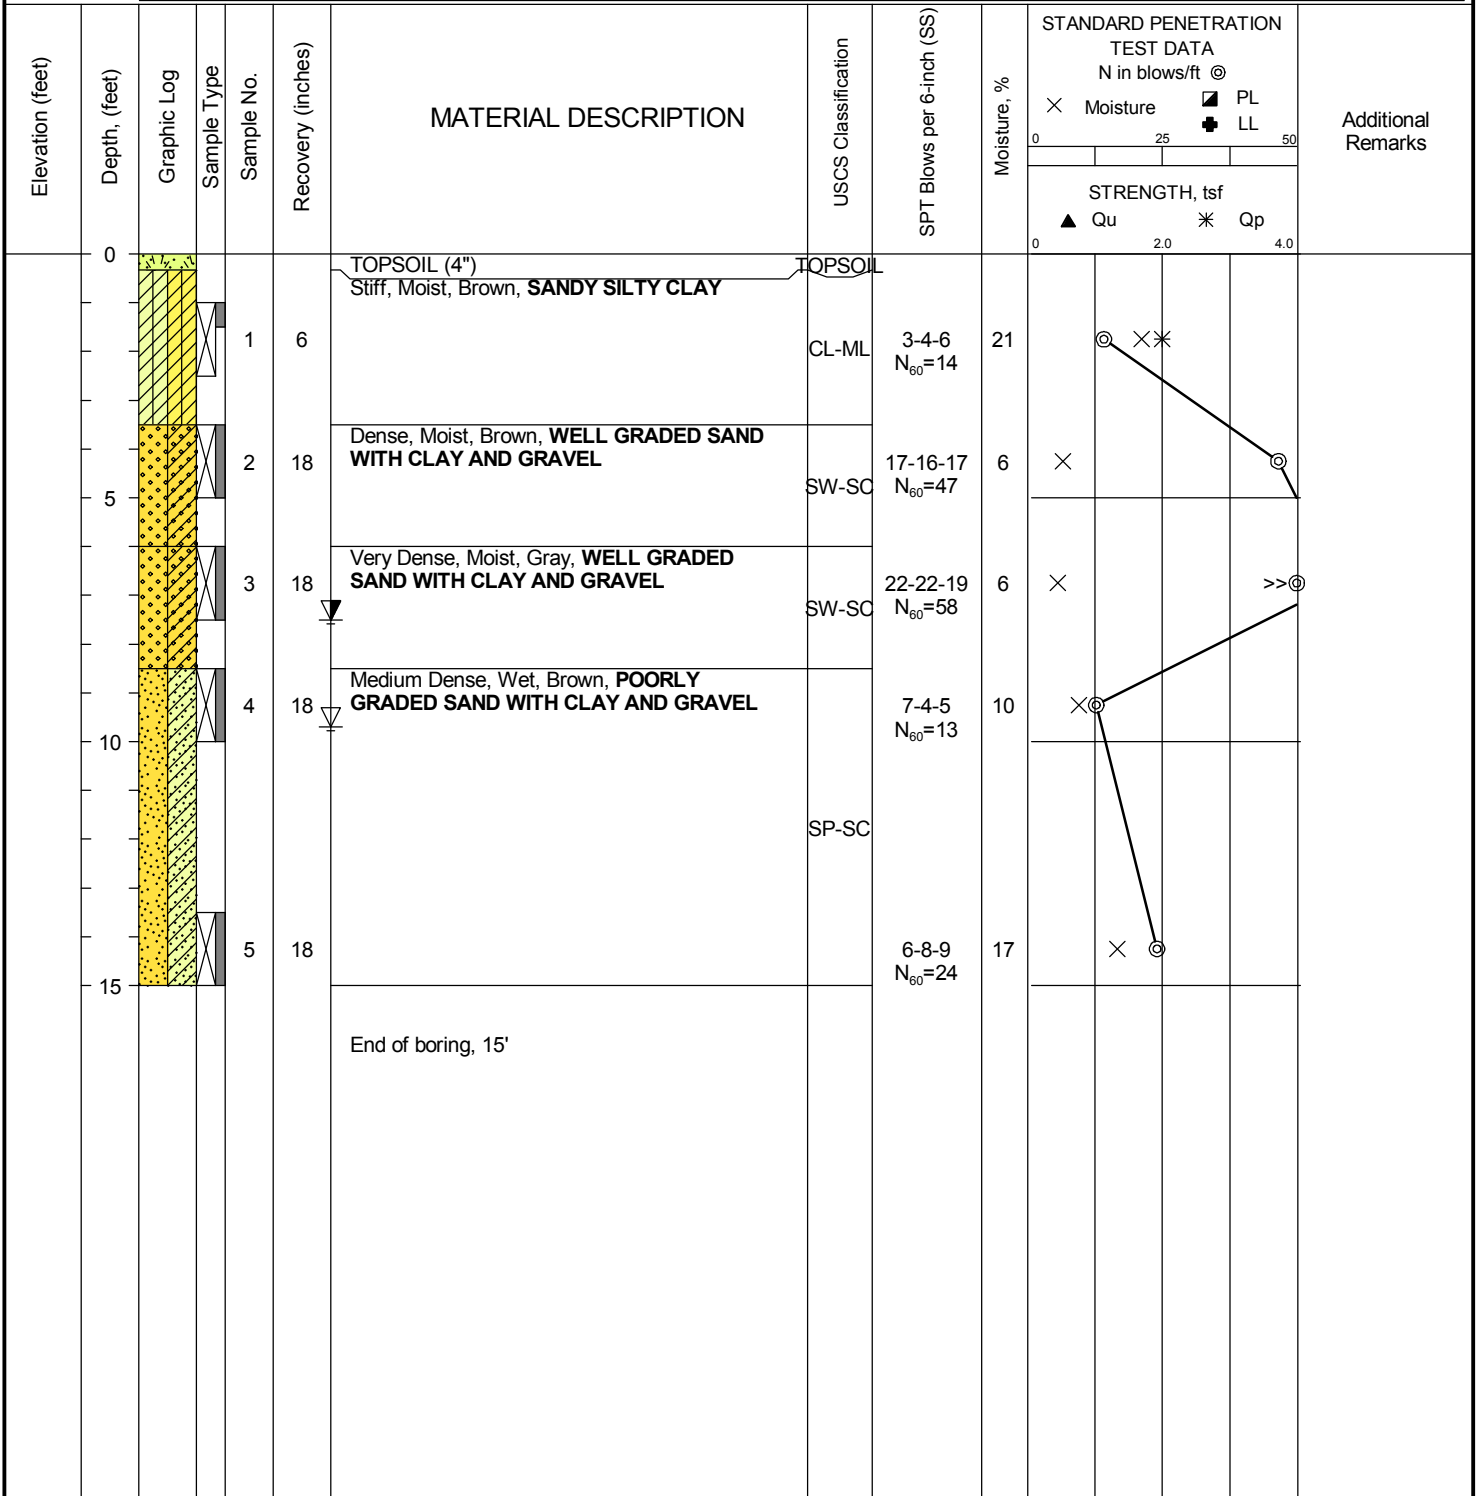 Elevation (feet)
Depth, (feet)
Graphic Log
Sample Type
Sample No.
Recovery (inches)
MATERIAL DESCRIPTION
USCS Classification
SPT Blows per 6-inch (SS)
Moisture, %
STANDARD PENETRATION
TEST DATA
N in blows/ft
Moisture
PL
LL
0 25 50
STRENGTH, tsf
Qu Qp
0 2.0 4.0
Additional
Remarks
0
TOPSOIL (4") TOPSOIL
Stiff, Moist, Brown, SANDY SILTY CLAY
1 6 CL-ML 3-4-6 21
N60=14
Dense, Moist, Brown, WELL GRADED SAND
WITH CLAY AND GRAVEL
2 18 17-16-17 6
5 SW-SC N60=47
Very Dense, Moist, Gray, WELL GRADED
SAND WITH CLAY AND GRAVEL
3 18 22-22-19 6 >>
SW-SC N60=58
Medium Dense, Wet, Brown, POORLY
GRADED SAND WITH CLAY AND GRAVEL
4 18 7-4-5 10
N60=13
10
SP-SC
5 18 6-8-9 17
N60=24
15
End of boring, 15'